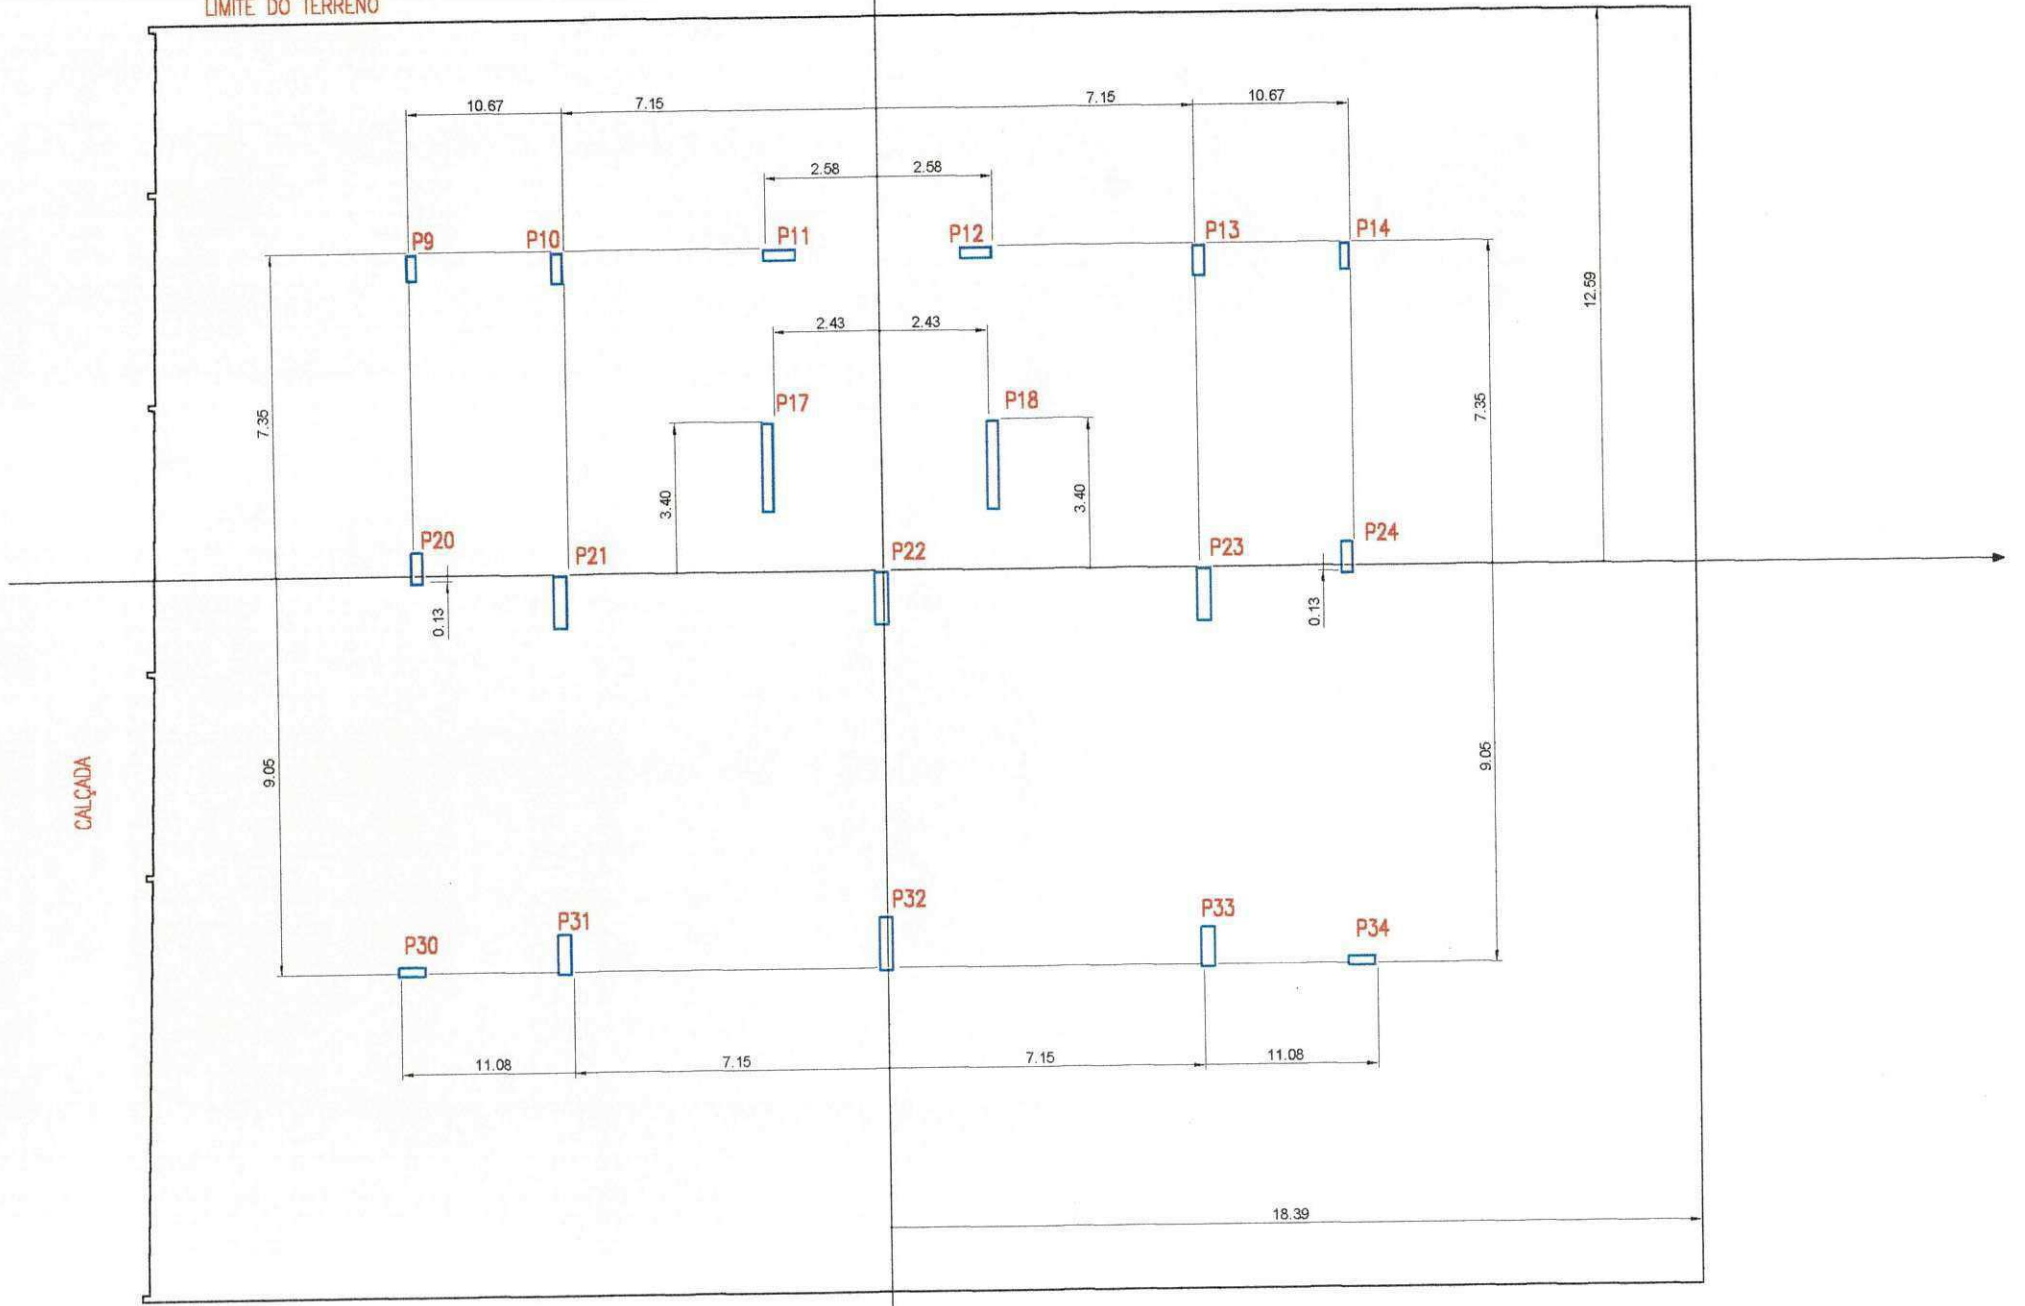 LIMITE DO TERRENO
10.67
7.15
7.15
10.67
2.58
2.58
P9
P10
P11
P12
P13
P14
12.59
2.43
2.43
7.35
P17
P18
7.35
3.40
3.40
P20
P21
P22
P23
P24
0.13
0.13
9.05
9.05
CALÇADA
P30
P31
P32
P33
P34
11.08
7.15
7.15
11.08
18.39